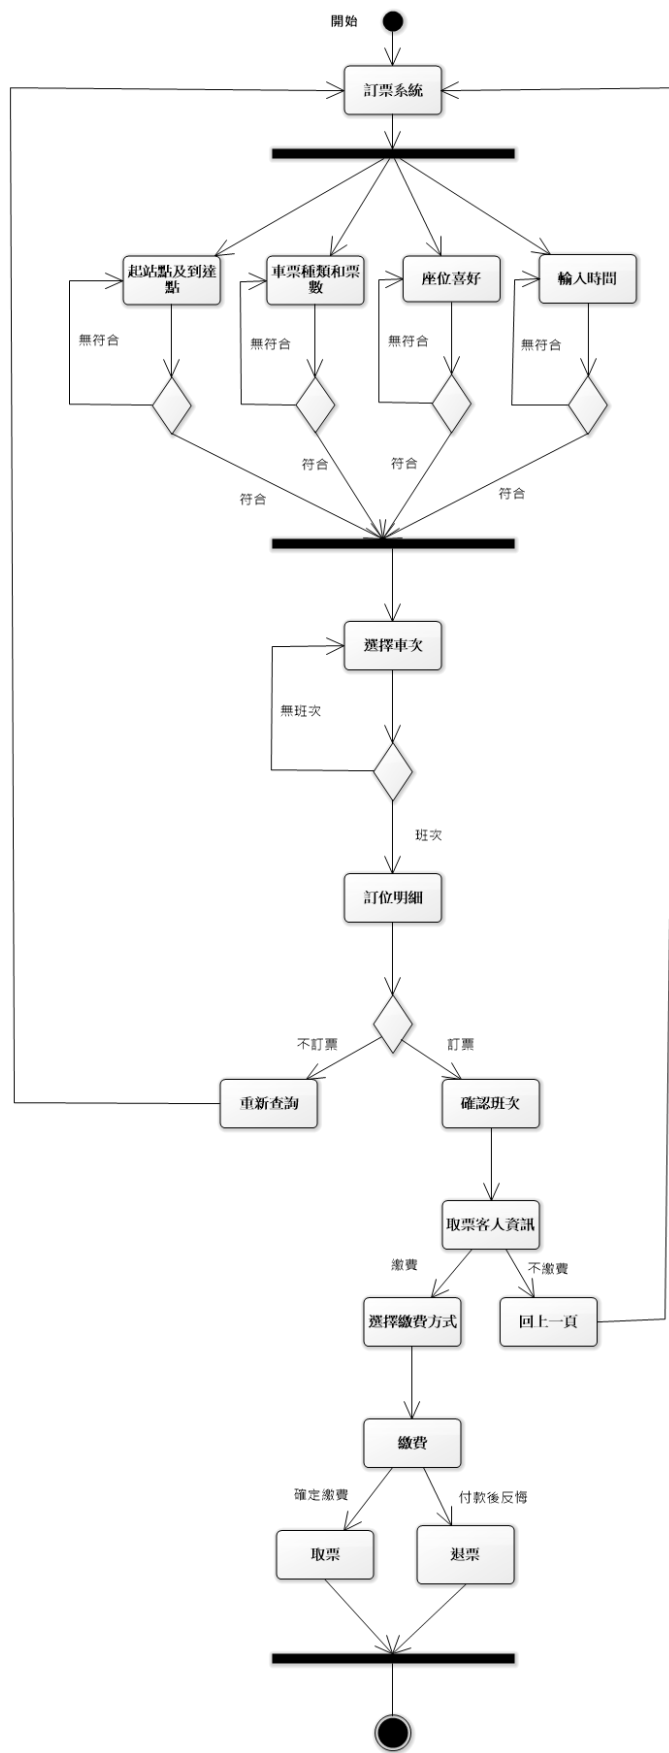 開始
訂票系統
起站點及到達
點
車票種類和票
數
座位喜好
輸入時間
無符合
無符合
無符合
無符合
符合
符合
符合
符合
選擇車次
無班次
班次
訂位明細
不訂票
訂票
重新查詢
確認班次
取票客人資訊
繳費
不繳費
選擇繳費方式
回上一頁
繳費
確定繳費
付款後反悔
取票
退票